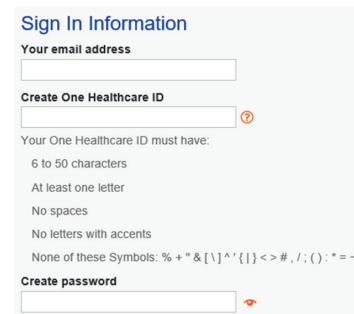 Sign In Information
Your email address
Create One Healthcare ID
Your One Healthcare ID must have:
6 to 50 characters
At least one letter
No spaces
No letters with accents
None of these Symbols: % + " & [ \ ] ^ ' { | } < > # , / ; ( ) : * = ~
Create password